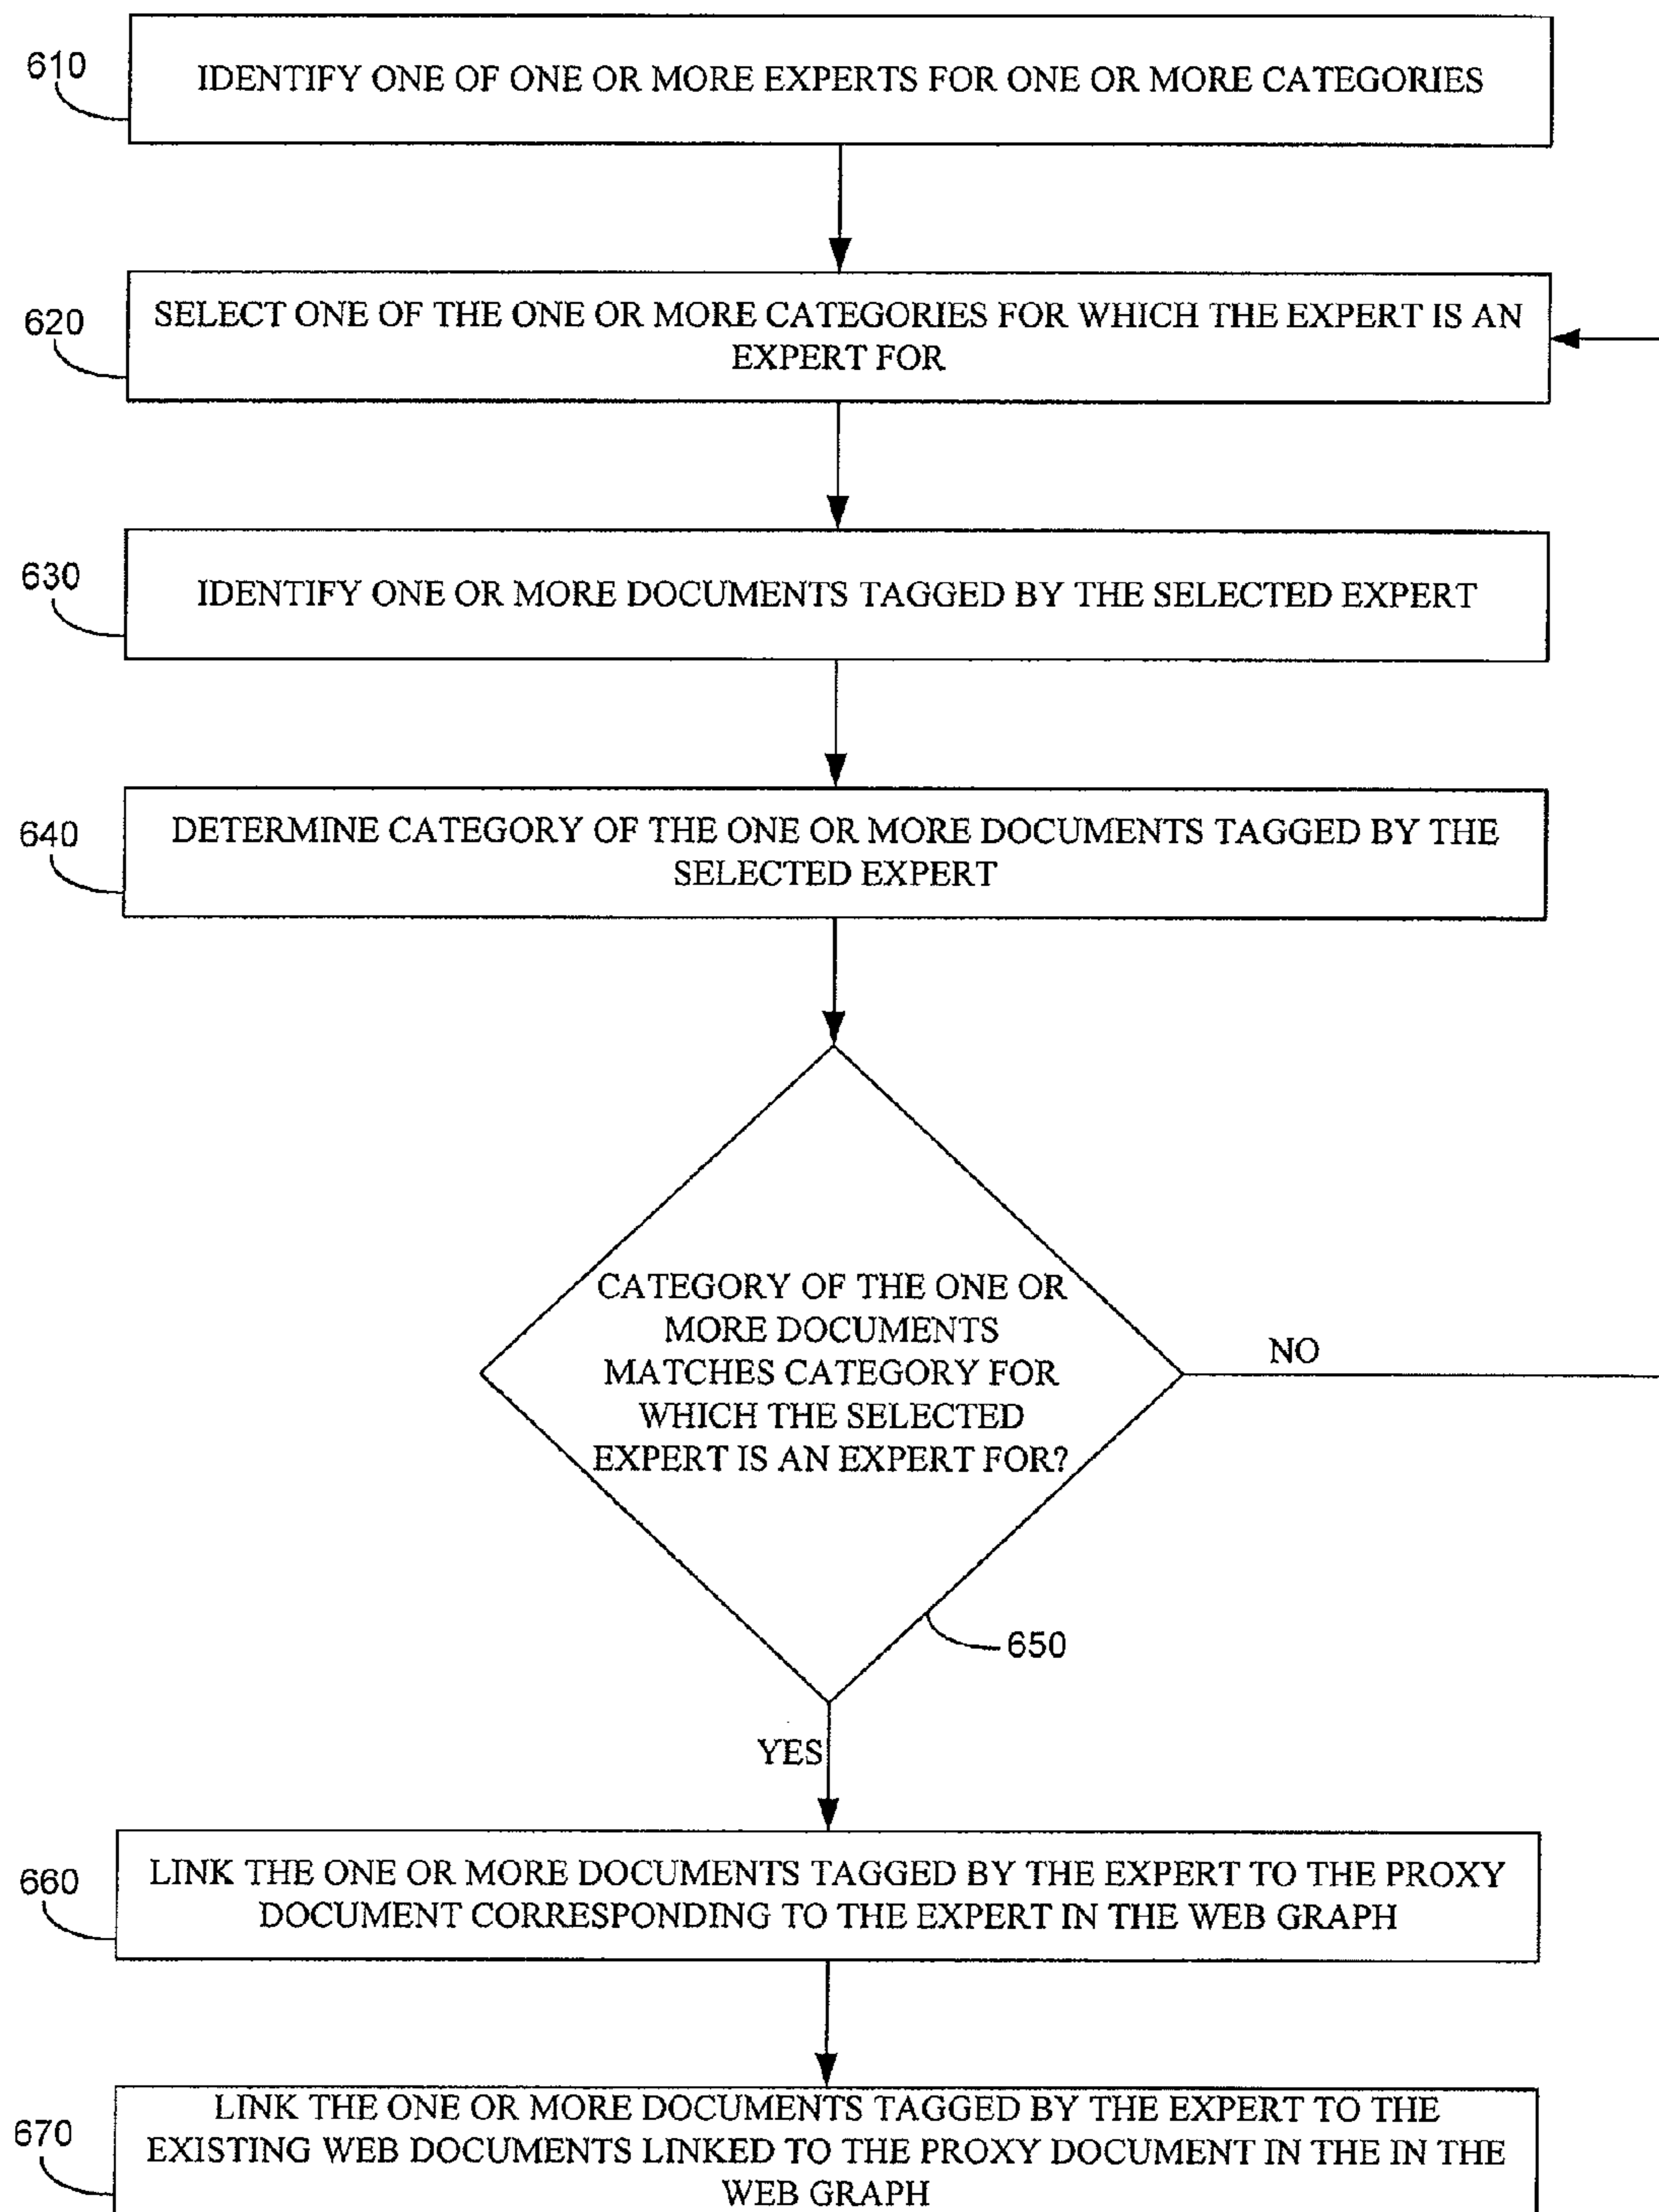 610
IDENTIFY ONE OF ONE OR MORE EXPERTS FOR ONE OR MORE CATEGORIES
620
SELECT ONE OF THE ONE OR MORE CATEGORIES FOR WHICH THE EXPERT IS AN
EXPERT FOR
630
IDENTIFY ONE OR MORE DOCUMENTS TAGGED BY THE SELECTED EXPERT
640
DETERMINE CATEGORY OF THE ONE OR MORE DOCUMENTS TAGGED BY THE
SELECTED EXPERT
CATEGORY OF THE ONE OR
MORE DOCUMENTS
MATCHES CATEGORY FOR
WHICH THE SELECTED
EXPERT IS AN EXPERT FOR?
NO
650
YES
660
LINK THE ONE OR MORE DOCUMENTS TAGGED BY THE EXPERT TO THE PROXY
DOCUMENT CORRESPONDING TO THE EXPERT IN THE WEB GRAPH
670
LINK THE ONE OR MORE DOCUMENTS TAGGED BY THE EXPERT TO THE
EXISTING WEB DOCUMENTS LINKED TO THE PROXY DOCUMENT IN THE IN THE
WEB GRAPH